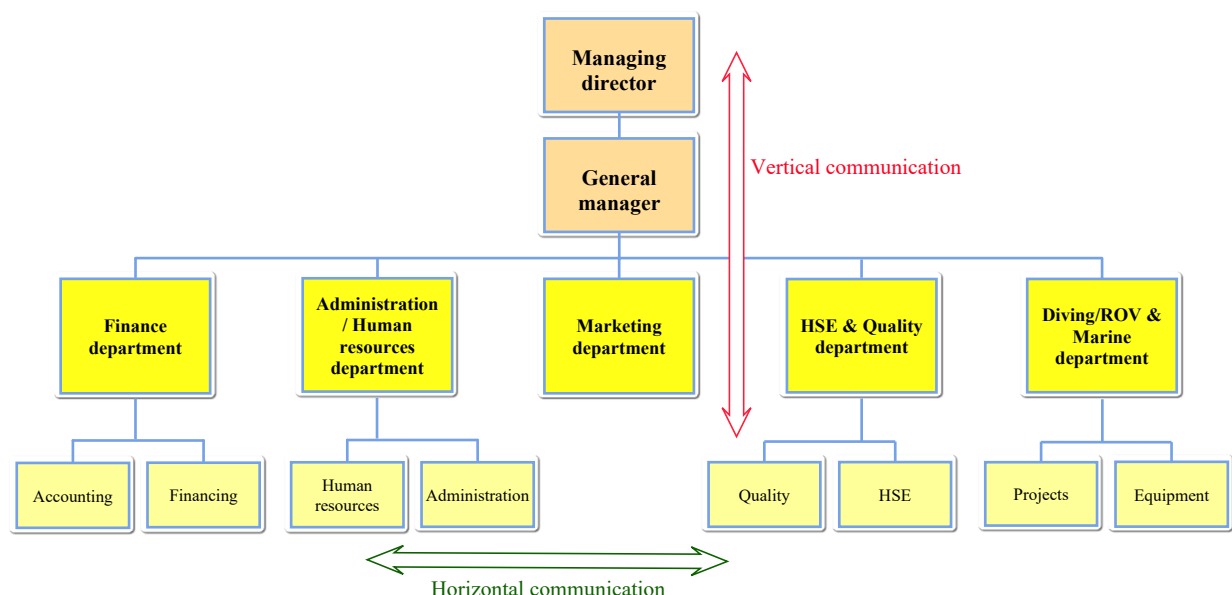 Managing
director
General
manager
Vertical communication
Finance
department
Administration
/ Human
resources
department
Marketing
department
HSE & Quality
department
Diving/ROV &
Marine
department
Accounting
Financing
Human
resources
Administration
Quality
HSE
Projects
Equipment
Horizontal communication